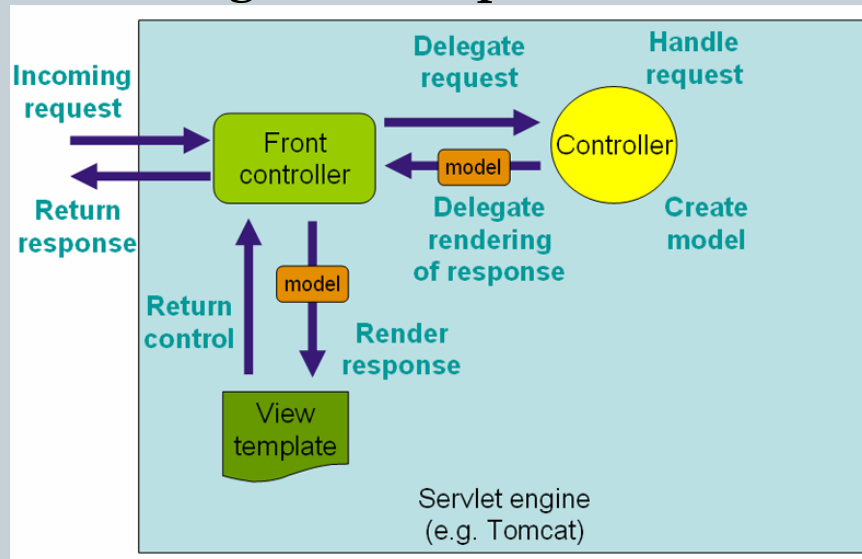 Incoming
request
Return
response
Front
controller
Delegate
request
Handle
request
Controller
model
Delegate
rendering
of response
Create
model
model
Return
control
Render
response
View
template
Servlet engine
(e.g. Tomcat)